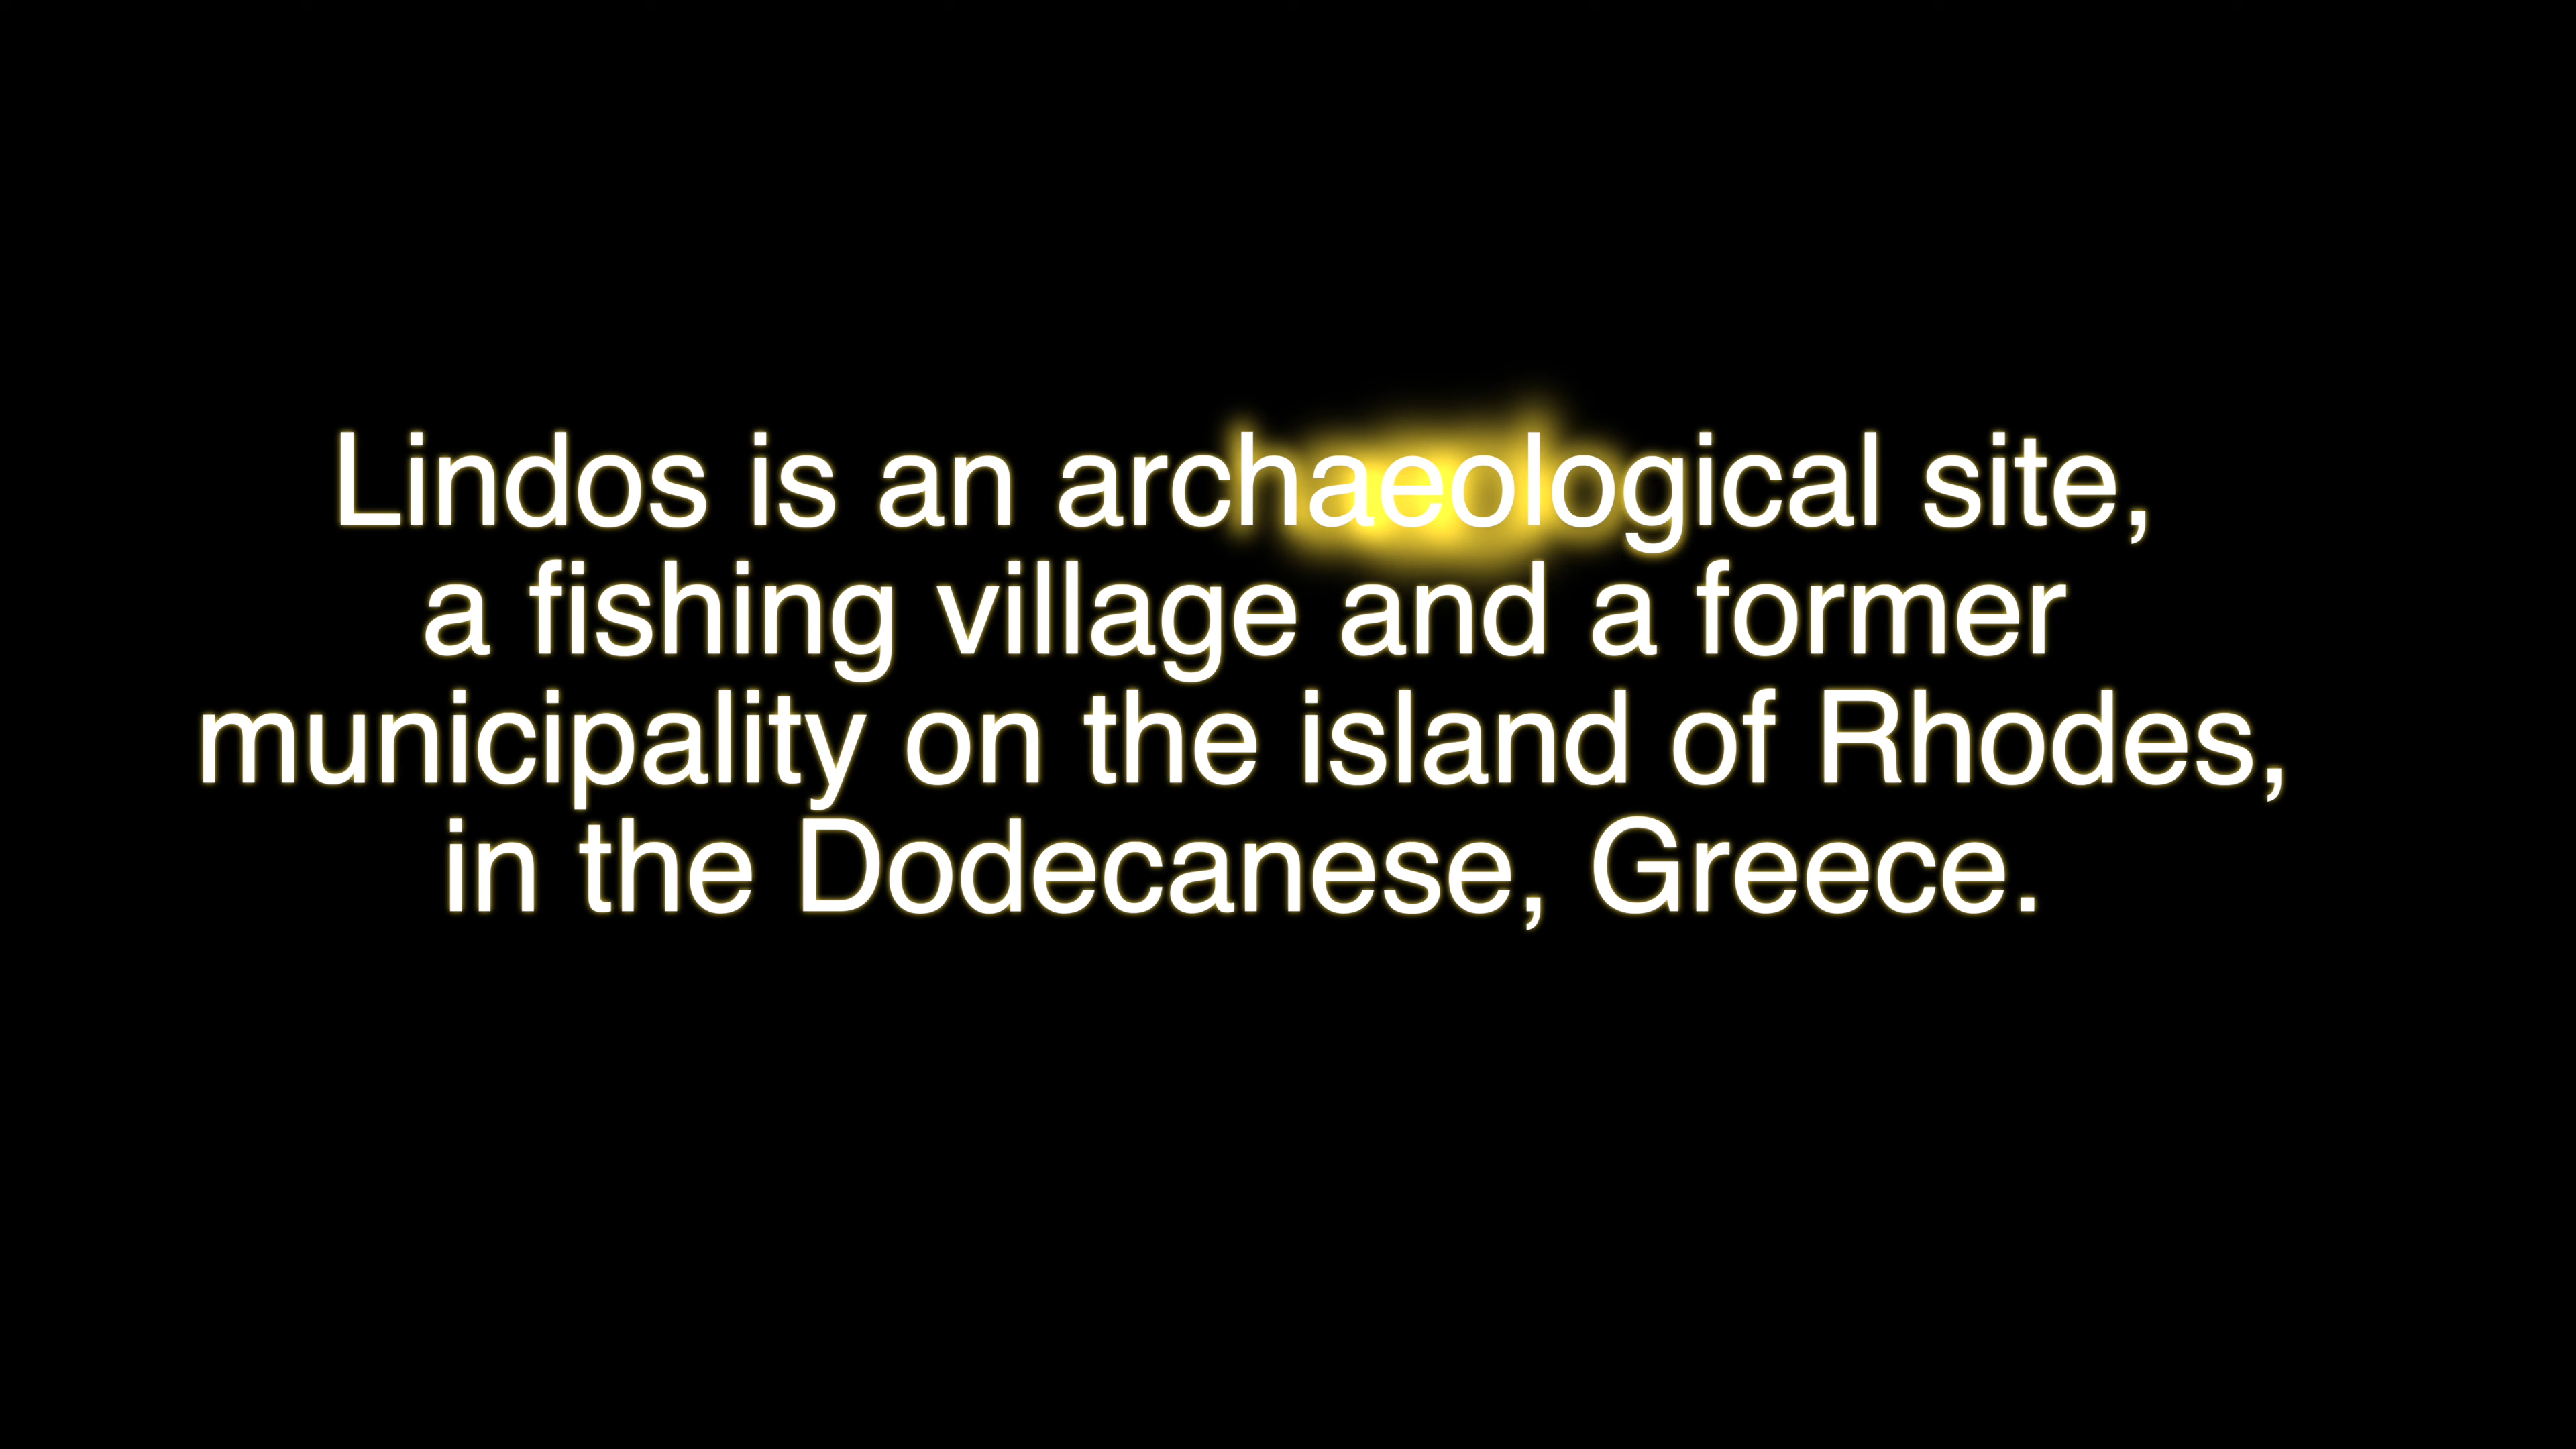 Lindos is an archaeological site,
a fishing village and a former
municipality on the island of Rhodes,
in the Dodecanese, Greece.